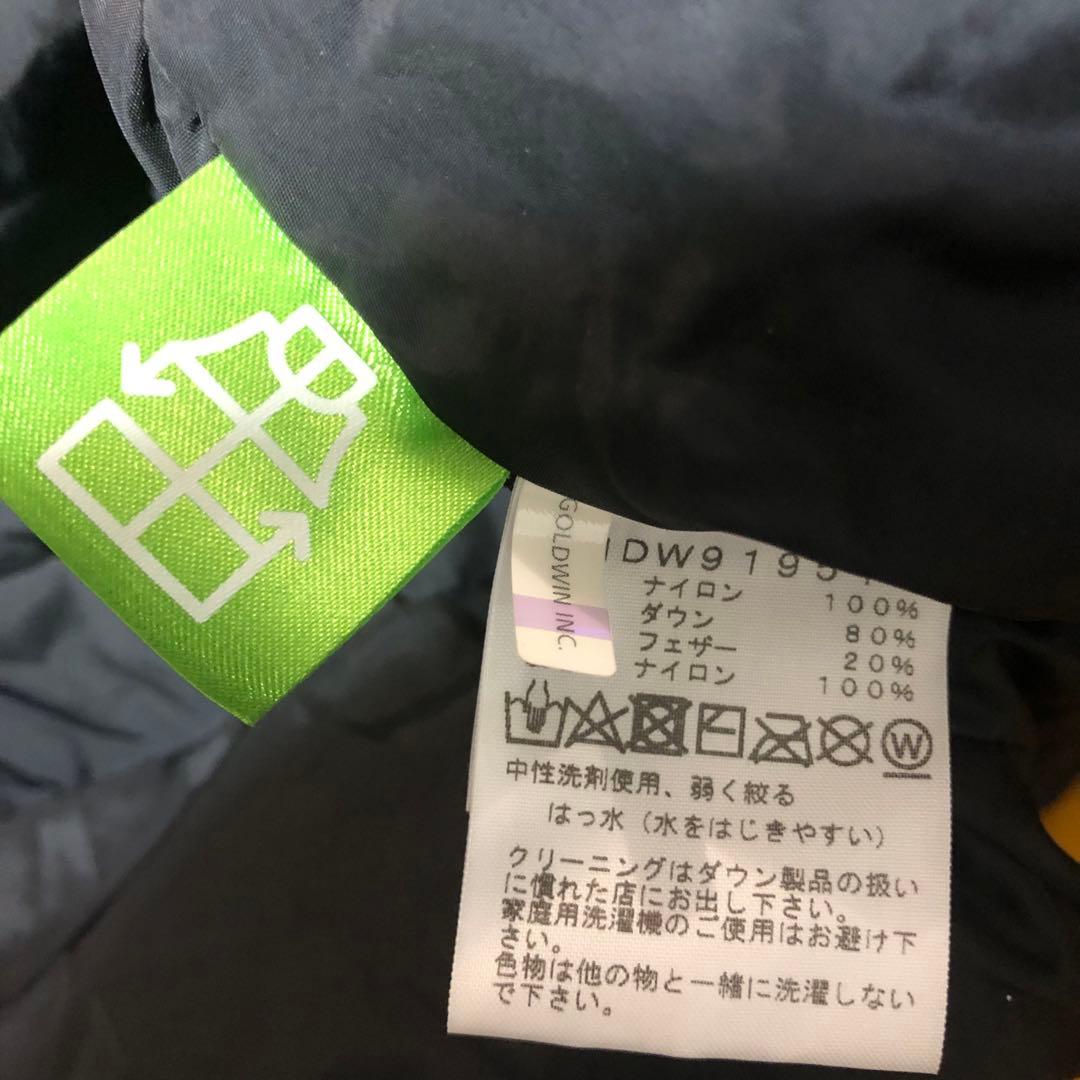 GOLDWIN INC.
DW9195
ナイロン 100%
ダウン 80%
フェザー 20%
ナイロン 100%
W
中性洗剤使用、弱く絞る
はっ水（水をはじきやすい）
クリーニングはダウン製品の扱い
に慣れた店にお出し下さい。
家庭用洗濯機のご使用はお避け下
さい。
色物は他の物と一緒に洗濯しない
で下さい。